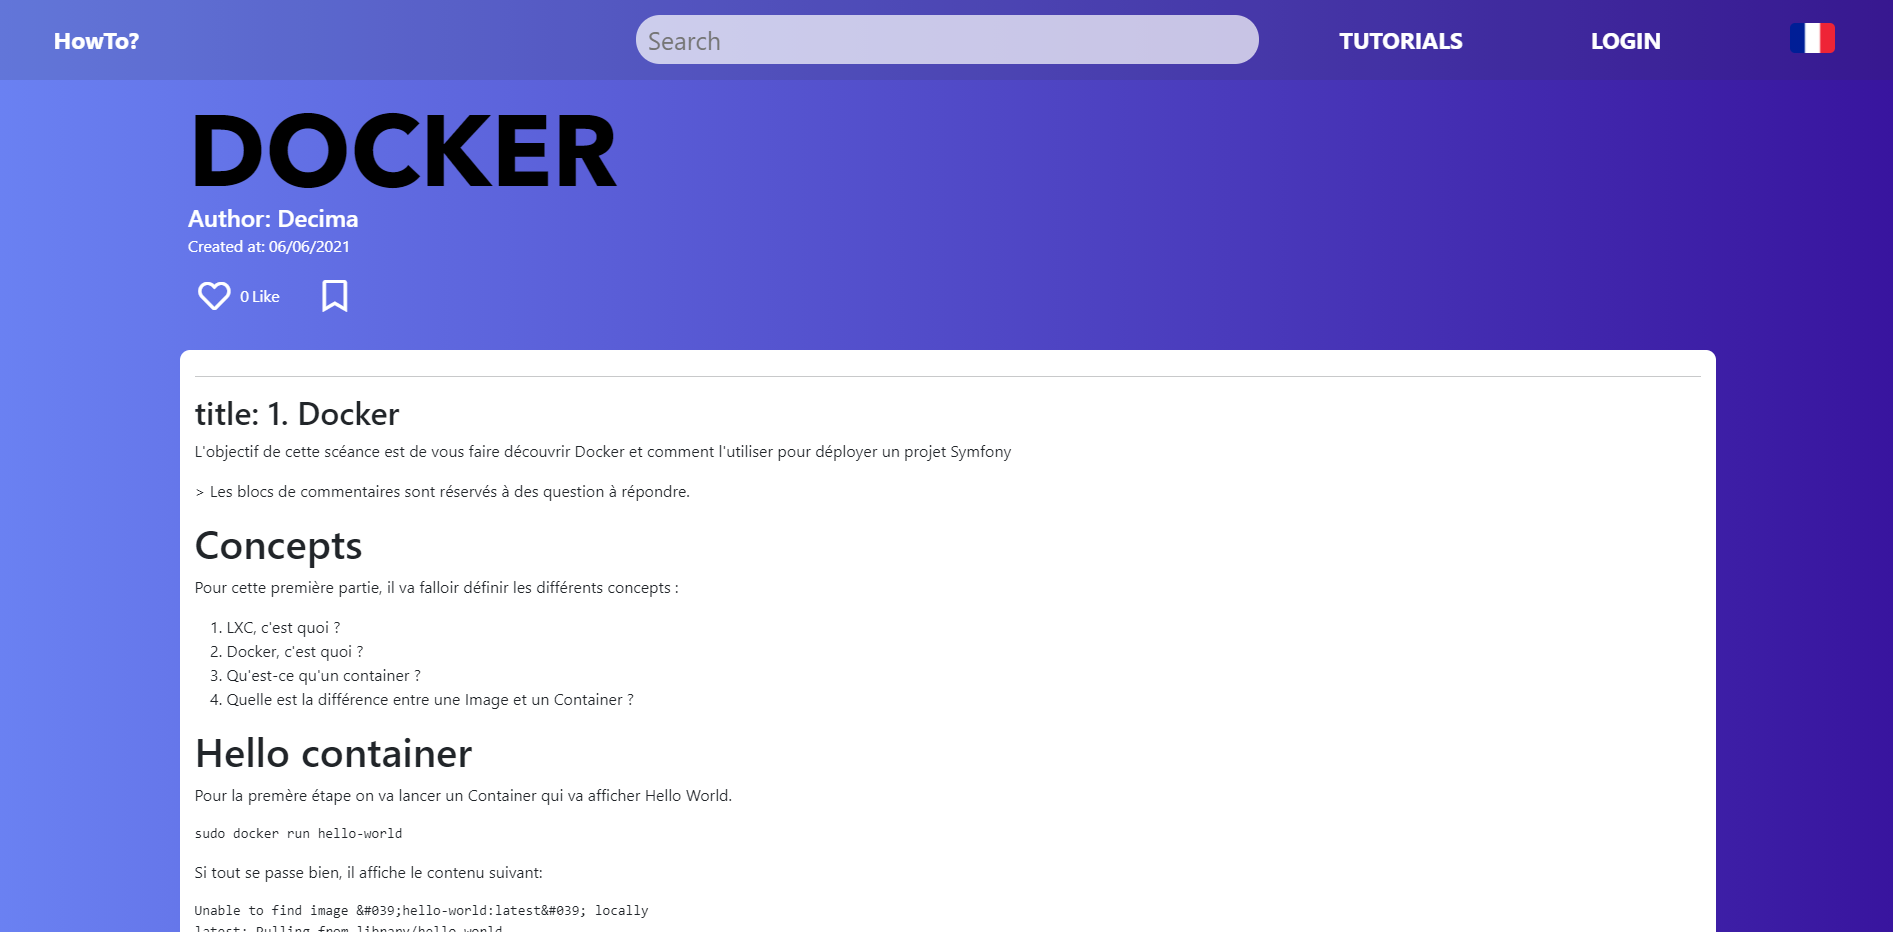 HowTo?
Search
TUTORIALS
LOGIN
DOCKER
Author: Decima
Created at: 06/06/2021
0 Like
title: 1. Docker
L'objectif de cette scéance est de vous faire découvrir Docker et comment l'utiliser pour déployer un projet Symfony
> Les blocs de commentaires sont réservés à des question à répondre.
Concepts
Pour cette première partie, il va falloir définir les différents concepts :
1. LXC, c'est quoi ?
2. Docker, c'est quoi ?
3. Qu'est-ce qu'un container ?
4. Quelle est la différence entre une Image et un Container ?
Hello container
Pour la premère étape on va lancer un Container qui va afficher Hello World.
sudo docker run hello-world
Si tout se passe bien, il affiche le contenu suivant:
Unable to find image &#039;hello-world:latest&#039; locally
latest: Pulling from library/hello-world